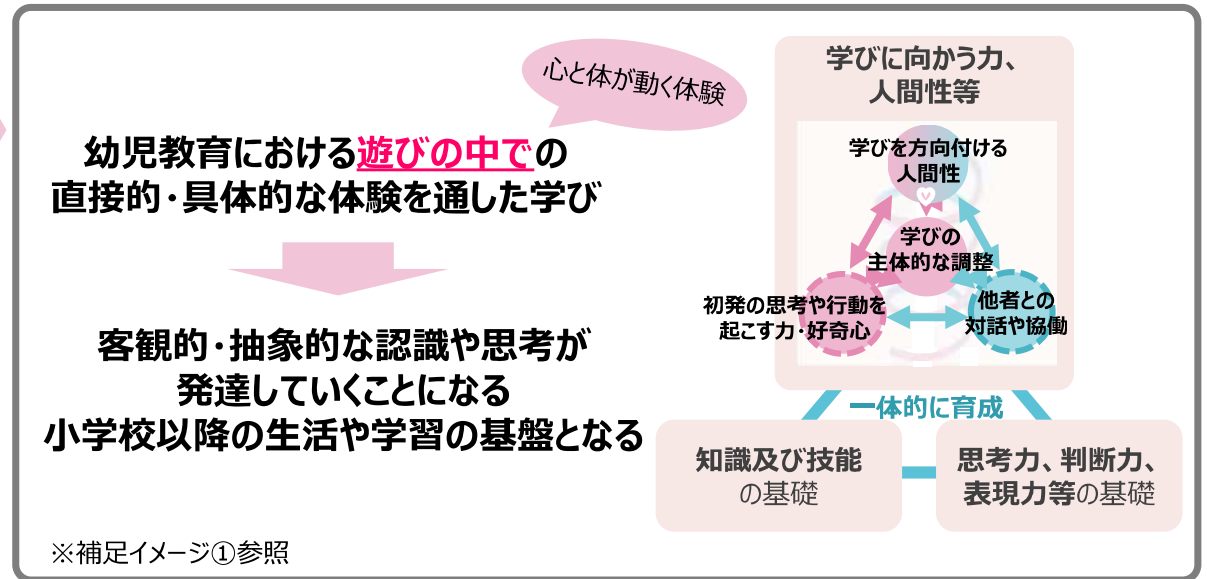 心と体が動く体験
幼児教育における遊びの中での
直接的・具体的な体験を通した学び
客観的・抽象的な認識や思考が
発達していくことになる
小学校以降の生活や学習の基盤となる
※補足イメージ①参照
学びに向かう力、
人間性等
学びを方向付ける
人間性
学びの
主体的な調整
初発の思考や行動を
起こす力・好奇心
他者との
対話や協働
一体的に育成
知識及び技能
の基礎
思考力、判断力、
表現力等の基礎